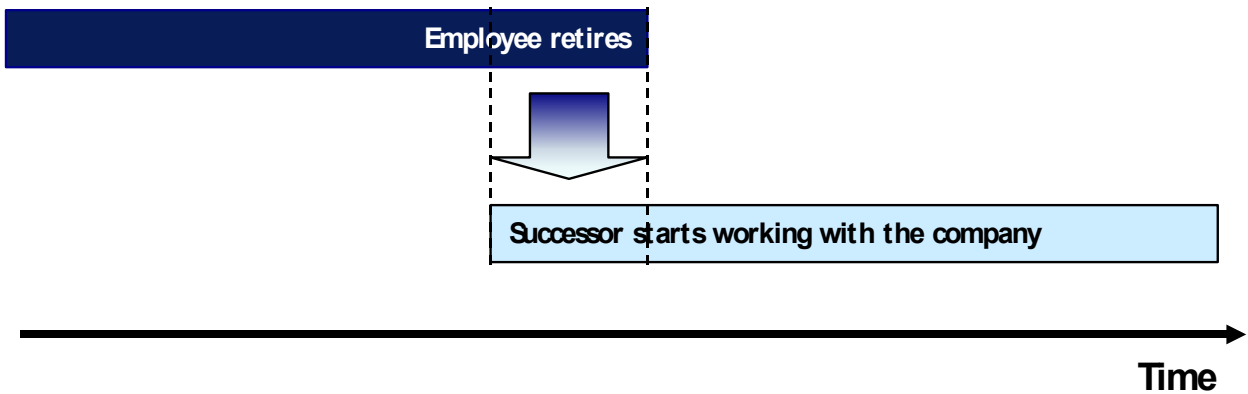 Employee retires
Successor starts working with the company
Time